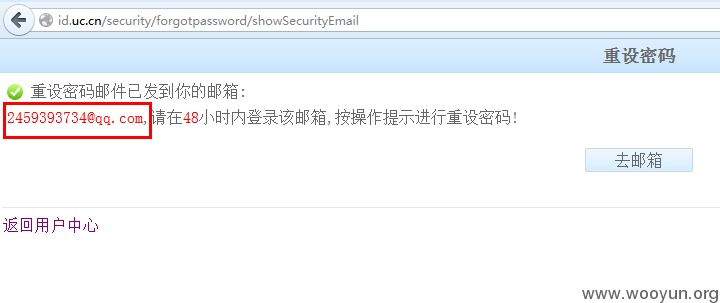 id.uc.cn/security/forgotpassword/showSecurityEmail
重设密码
重设密码邮件已发到你的邮箱:
2459393734@qq.com,请在48小时内登录该邮箱,按操作提示进行重设密码!
去邮箱
返回用户中心
www.wooyun.org